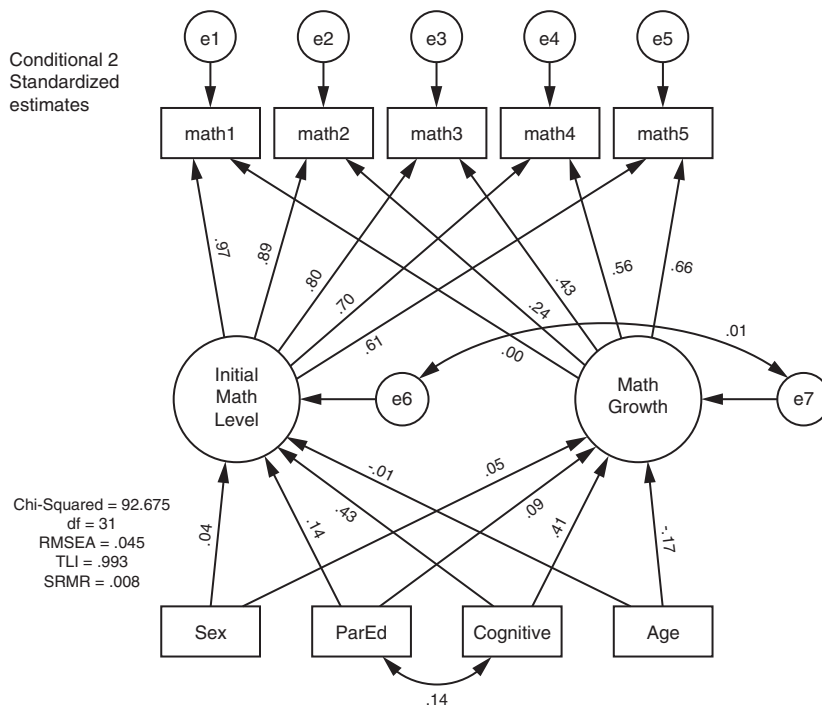 e1
e2
e3
e4
e5
Conditional 2
Standardized
estimates
math1
math2
math3
math4
math5
.97
.89
.80
.70
.61
.00
.24
.43
.56
.66
.01
Initial
Math
Level
e6
Math
Growth
e7
Chi-Squared = 92.675
df = 31
RMSEA = .045
TLI = .993
SRMR = .008
.04
.14
.43
-.01
.05
.09
.41
-.17
Sex
ParEd
Cognitive
Age
.14